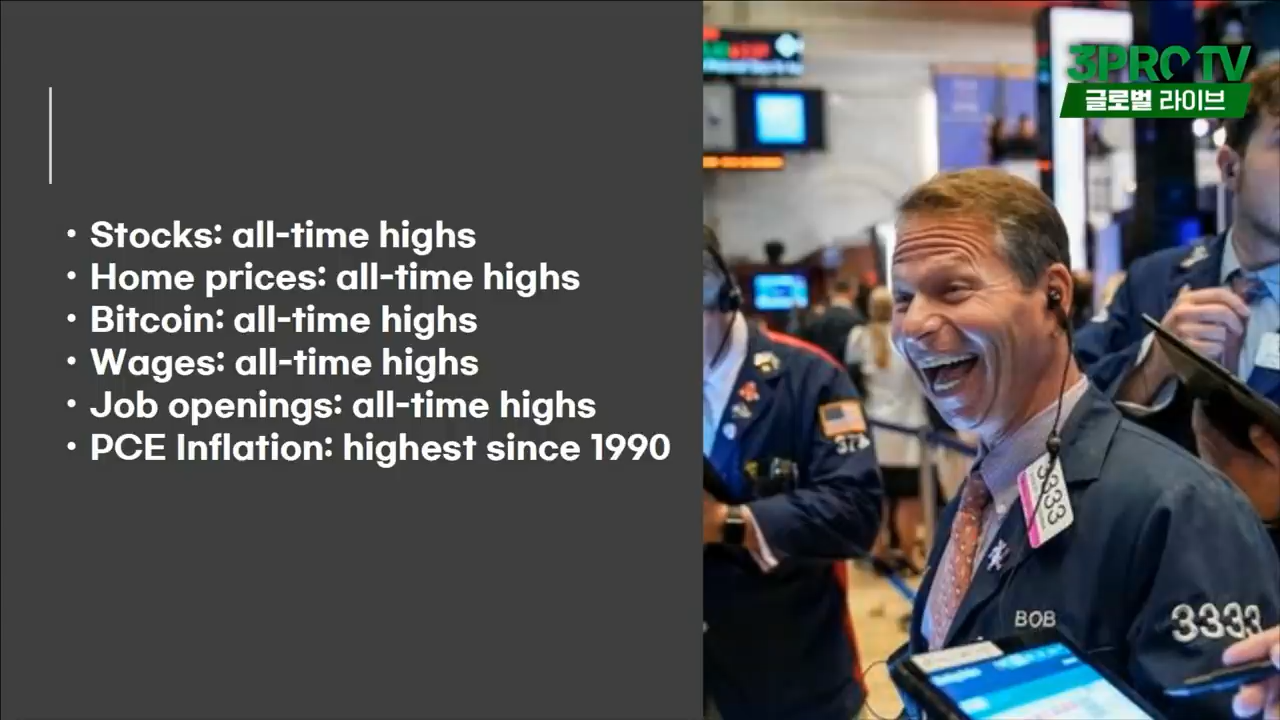 3PRO TV
글로벌 라이브
• Stocks: all-time highs
• Home prices: all-time highs
• Bitcoin: all-time highs
• Wages: all-time highs
• Job openings: all-time highs
• PCE Inflation: highest since 1990
374
3333
BOB
3333